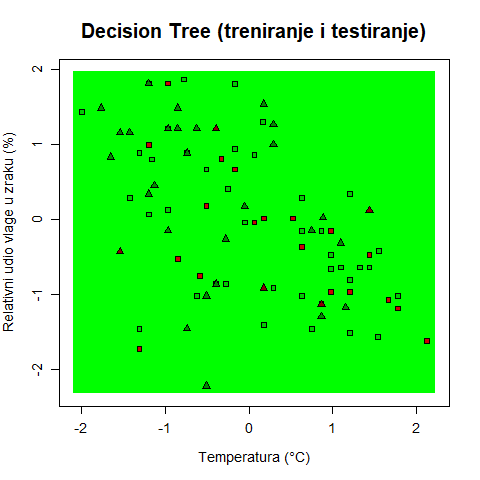 Decision Tree (treniranje i testiranje)
Relativni udio vlage u zraku (%)
2
1
0
-1
-2
-2 -1 0 1 2
Temperatura (°C)